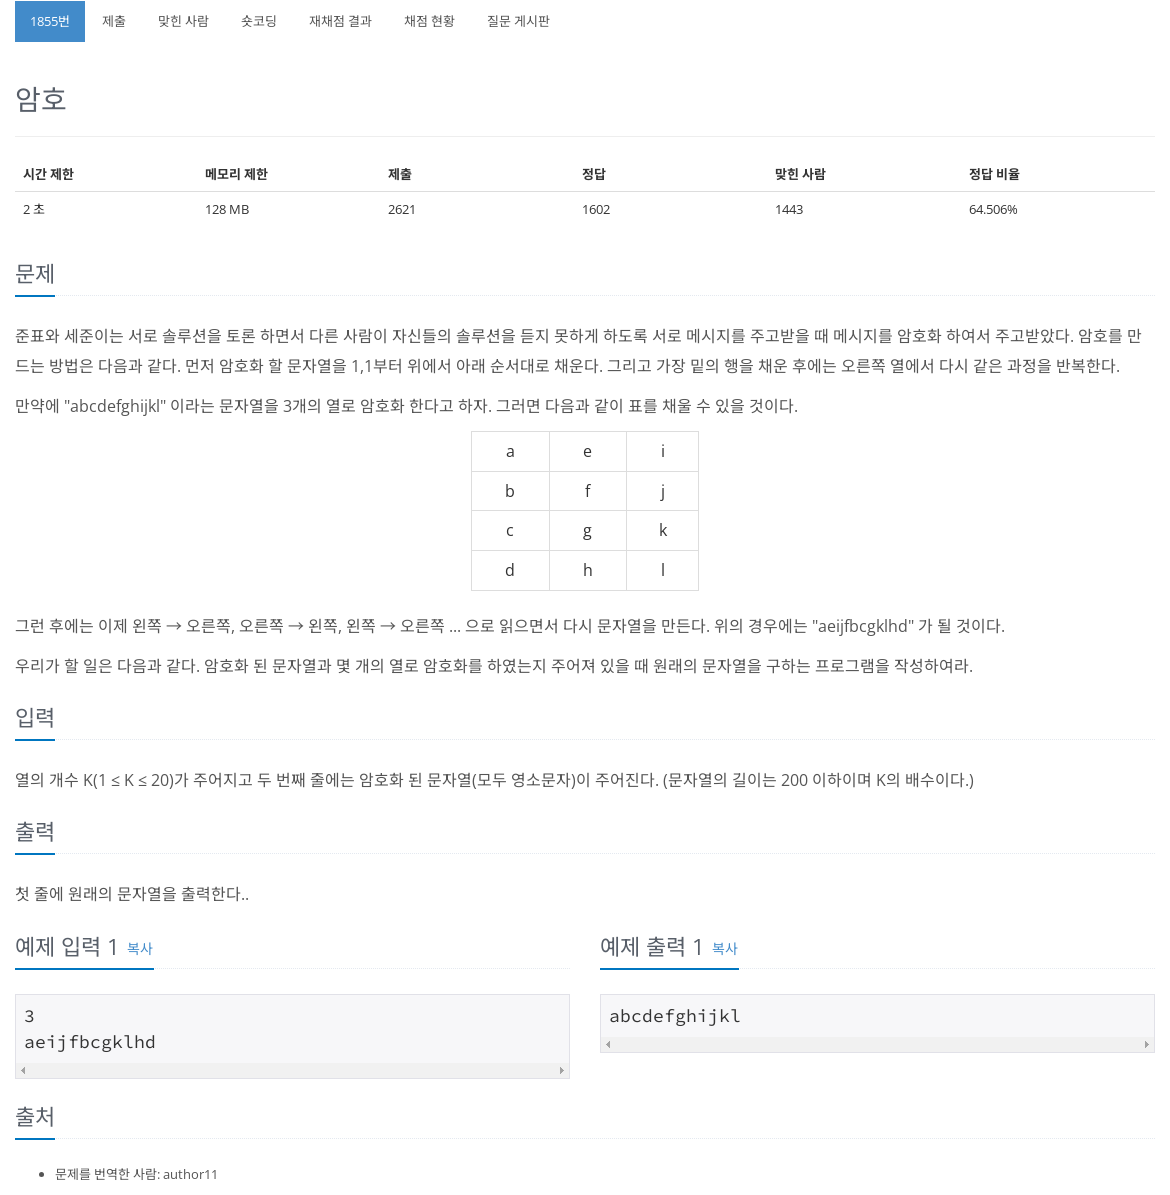 1855번 제출 맞힌 사람 숏코딩 재채점 결과 채점 현황 질문 게시판
암호
시간 제한 메모리 제한 제출 정답 맞힌 사람 정답 비율
2 초 128 MB 2621 1602 1443 64.506%
문제
준표와 세준이는 서로 솔루션을 토론 하면서 다른 사람이 자신들의 솔루션을 듣지 못하게 하도록 서로 메시지를 주고받을 때 메시지를 암호화 하여서 주고받았다. 암호를 만
드는 방법은 다음과 같다. 먼저 암호화 할 문자열을 1,1부터 위에서 아래 순서대로 채운다. 그리고 가장 밑의 행을 채운 후에는 오른쪽 열에서 다시 같은 과정을 반복한다.
만약에 "abcdefghijkl" 이라는 문자열을 3개의 열로 암호화 한다고 하자. 그러면 다음과 같이 표를 채울 수 있을 것이다.
a e i
b f j
c g k
d h l
그런 후에는 이제 왼쪽 → 오른쪽, 오른쪽 → 왼쪽, 왼쪽 → 오른쪽 ... 으로 읽으면서 다시 문자열을 만든다. 위의 경우에는 "aeijfbcgklhd" 가 될 것이다.
우리가 할 일은 다음과 같다. 암호화 된 문자열과 몇 개의 열로 암호화를 하였는지 주어져 있을 때 원래의 문자열을 구하는 프로그램을 작성하여라.
입력
열의 개수 K(1 ≤ K ≤ 20)가 주어지고 두 번째 줄에는 암호화 된 문자열(모두 영소문자)이 주어진다. (문자열의 길이는 200 이하이며 K의 배수이다.)
출력
첫 줄에 원래의 문자열을 출력한다..
예제 입력 1 복사
3
aeijfbcgklhd
예제 출력 1 복사
abcdefghijkl
출처
• 문제를 번역한 사람: author11